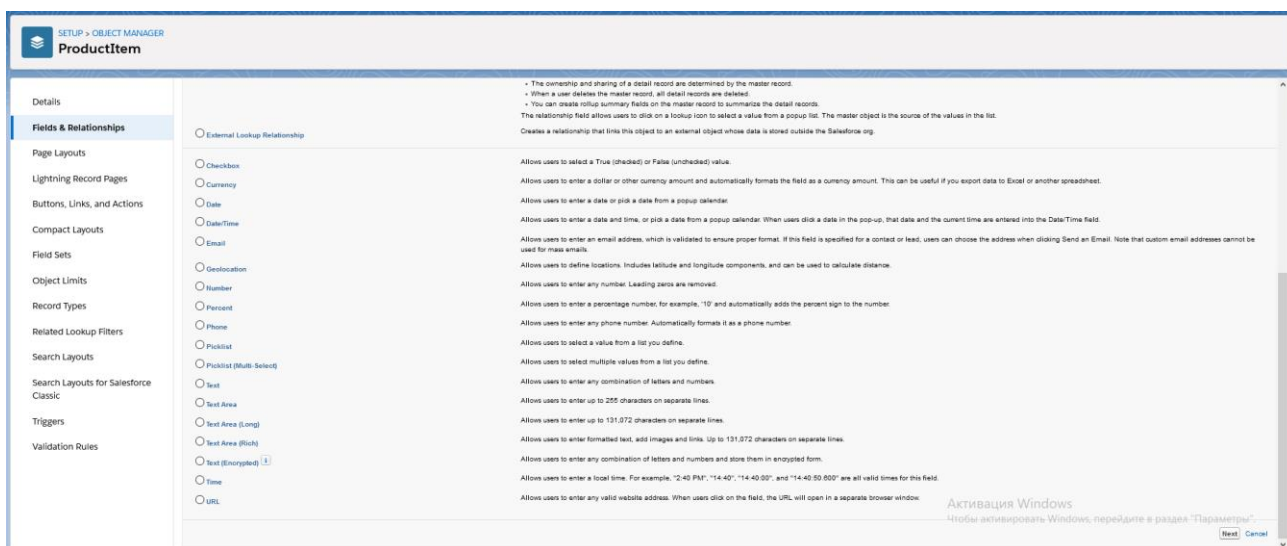 SETUP > OBJECT MANAGER
ProductItem
Details
Fields & Relationships
Page Layouts
Lightning Record Pages
Buttons, Links, and Actions
Compact Layouts
Field Sets
Object Limits
Record Types
Related Lookup Filters
Search Layouts
Search Layouts for Salesforce
Classic
Triggers
Validation Rules
• The ownership and sharing of a detail record are determined by the master record.
• When a user deletes the master record, all detail records are deleted.
• You can create rollup summary fields on the master record to summarize the detail records.
The relationship field allows users to click on a lookup icon to select a value from a popup list. The master object is the source of the values in the list.
External Lookup Relationship Creates a relationship that links this object to an external object whose data is stored outside the Salesforce org.
Checkbox Allows users to select a True (checked) or False (unchecked) value.
Currency Allows users to enter a dollar or other currency amount and automatically formats the field as a currency amount. This can be useful if you export data to Excel or another spreadsheet.
Date Allows users to enter a date or pick a date from a popup calendar.
Date/Time Allows users to enter a date and time, or pick a date from a popup calendar. When users click a date in the pop-up, that date and the current time are entered into the Date/Time field.
Email Allows users to enter an email address, which is validated to ensure proper format. If this field is specified for a contact or lead, users can choose the address when clicking Send an Email. Note that custom email addresses cannot be
used for mass emails.
Geolocation Allows users to define locations. Includes latitude and longitude components, and can be used to calculate distance.
Number Allows users to enter any number. Leading zeros are removed.
Percent Allows users to enter a percentage number, for example, '10' and automatically adds the percent sign to the number.
Phone Allows users to enter any phone number. Automatically formats it as a phone number.
Picklist Allows users to select a value from a list you define.
Picklist (Multi-Select) Allows users to select multiple values from a list you define.
Text Allows users to enter any combination of letters and numbers.
Text Area Allows users to enter up to 255 characters on separate lines.
Text Area (Long) Allows users to enter up to 131,072 characters on separate lines.
Text Area (Rich) Allows users to enter formatted text, add images and links. Up to 131,072 characters on separate lines.
Text (Encrypted) i Allows users to enter any combination of letters and numbers and store them in encrypted form.
Time Allows users to enter a local time. For example, "2:40 PM", "14:40", "14:40:00", and "14:40:50.600" are all valid times for this field.
URL Allows users to enter any valid website address. When users click on the field, the URL will open in a separate browser window.
Активация Windows
Чтобы активировать Windows, перейдите в раздел "Параметры".
Next Cancel